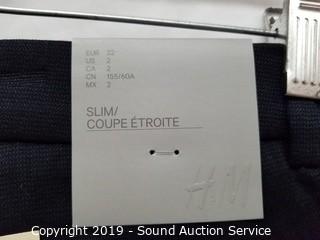 EUR 32
US 2
CA 2
CN 155/60A
MX 2
SLIM/
COUPE ÉTROITE
H&M
Copyright 2019 - Sound Auction Service